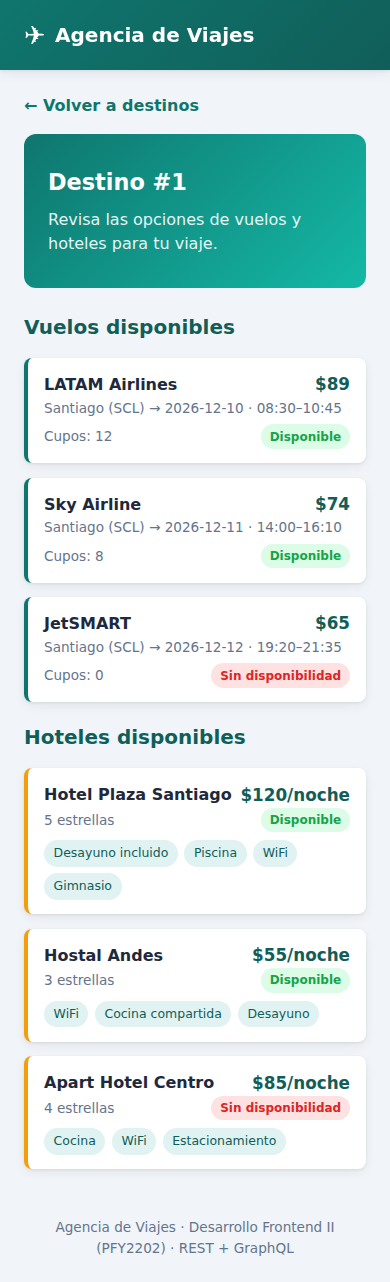 ✈ Agencia de Viajes
← Volver a destinos
Destino #1
Revisa las opciones de vuelos y
hoteles para tu viaje.
Vuelos disponibles
LATAM Airlines $89
Santiago (SCL) → 2026-12-10 · 08:30–10:45
Cupos: 12 Disponible
Sky Airline $74
Santiago (SCL) → 2026-12-11 · 14:00–16:10
Cupos: 8 Disponible
JetSMART $65
Santiago (SCL) → 2026-12-12 · 19:20–21:35
Cupos: 0 Sin disponibilidad
Hoteles disponibles
Hotel Plaza Santiago $120/noche
5 estrellas Disponible
Desayuno incluido Piscina WiFi
Gimnasio
Hostal Andes $55/noche
3 estrellas Disponible
WiFi Cocina compartida Desayuno
Apart Hotel Centro $85/noche
4 estrellas Sin disponibilidad
Cocina WiFi Estacionamiento
Agencia de Viajes · Desarrollo Frontend II
(PFY2202) · REST + GraphQL